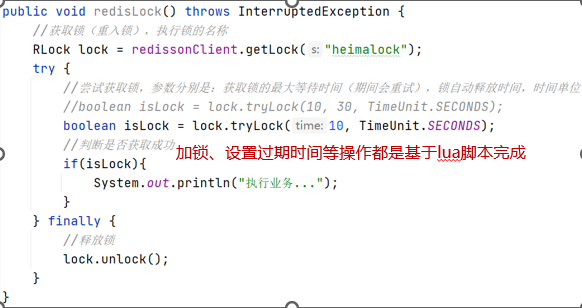 public void redisLock() throws InterruptedException {
//获取锁（重入锁），执行锁的名称
RLock lock = redissonClient.getLock( s: "heimalock");
try {
//尝试获取锁，参数分别是：获取锁的最大等待时间（期间会重试），锁自动释放时间，时间单位
//boolean isLock = lock.tryLock(10, 30, TimeUnit.SECONDS);
boolean isLock = lock.tryLock( time: 10, TimeUnit.SECONDS);
//判断是否获取成功
加锁、设置过期时间等操作都是基于lua脚本完成
if(isLock){
System.out.println("执行业务...");
}
} finally {
//释放锁
lock.unlock();
}
}